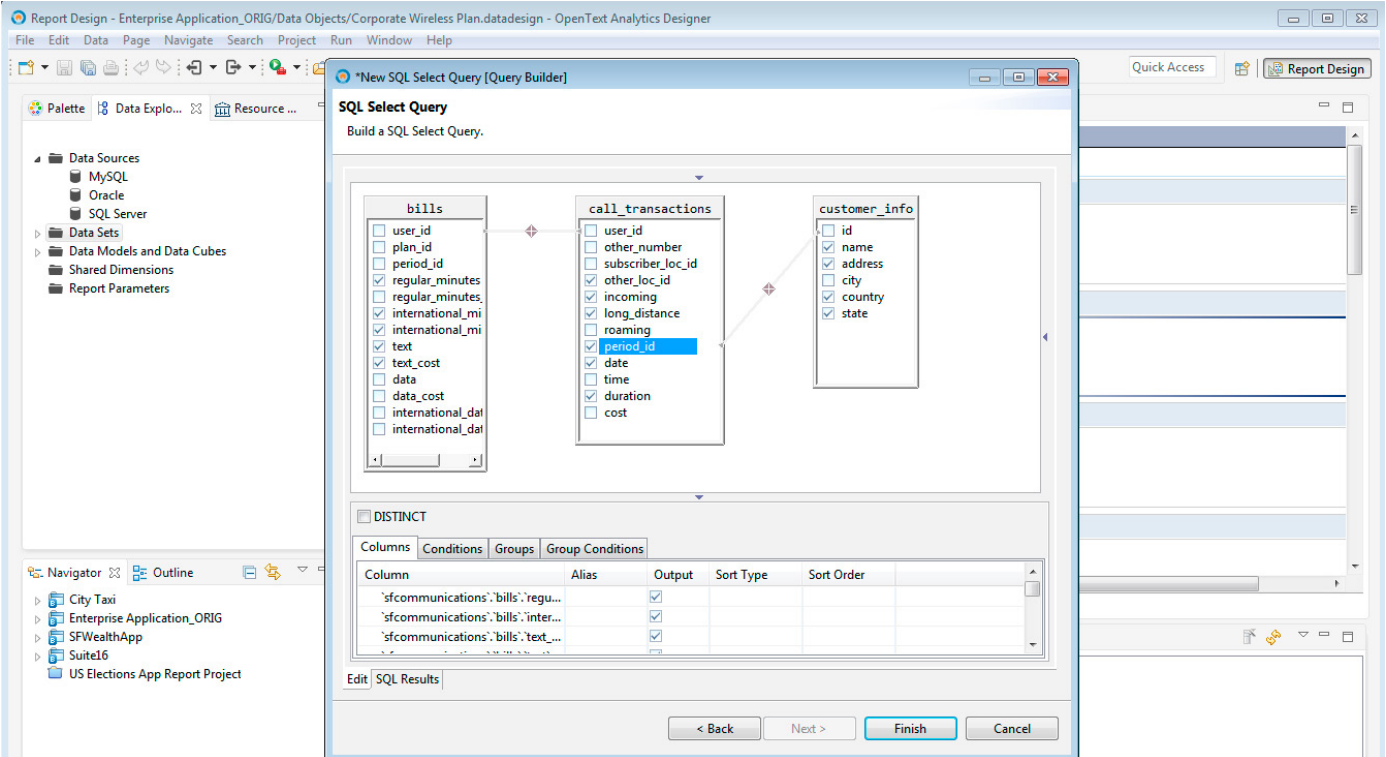 Report Design - Enterprise Application_ORIG/Data Objects/Corporate Wireless Plan.datadesign - OpenText Analytics Designer
File Edit Data Page Navigate Search Project Run Window Help
Quick Access Report Design
Palette Data Explo... Resource ...
Data Sources
MySQL
Oracle
SQL Server
Data Sets
Data Models and Data Cubes
Shared Dimensions
Report Parameters
Navigator Outline
City Taxi
Enterprise Application_ORIG
SFWealthApp
Suite16
US Elections App Report Project
*New SQL Select Query [Query Builder]
SQL Select Query
Build a SQL Select Query.
bills
user_id
plan_id
period_id
regular_minutes
regular_minutes_
international_mi
international_mi
text
text_cost
data
data_cost
international_dat
international_dat
call_transactions
user_id
other_number
subscriber_loc_id
other_loc_id
incoming
long_distance
roaming
period_id
date
time
duration
cost
customer_info
id
name
address
city
country
state
DISTINCT
Columns Conditions Groups Group Conditions
Column Alias Output Sort Type Sort Order
`sfcommunications`.`bills`.`regu...
`sfcommunications`.`bills`.`inter...
`sfcommunications`.`bills`.`text_...
Edit SQL Results
< Back Next > Finish Cancel